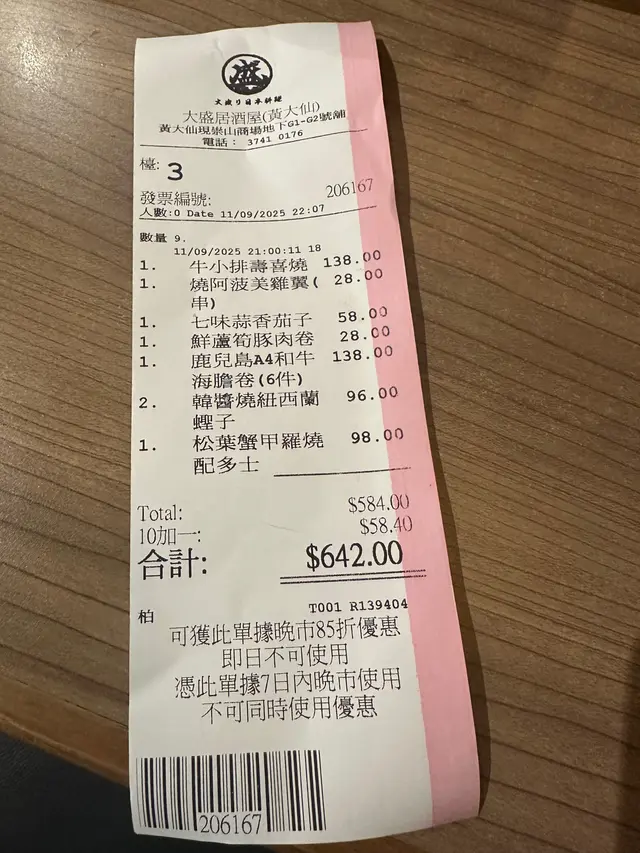 盛
大盛り日本料理
大盛居酒屋(黃大仙)
黃大仙現崇山商場地下G1-G2號舖
電話: 3741 0176
檯: 3
發票編號: 206167
人數:0 Date 11/09/2025 22:07
數量 9.
11/09/2025 21:00:11 18
1. 牛小排壽喜燒 138.00
1. 燒阿波美雞翼( 28.00
串)
1. 七味蒜香茄子 58.00
1. 鮮蘆筍豚肉卷 28.00
1. 鹿兒島A4和牛 138.00
海膽卷(6件)
2. 韓醬燒紐西蘭 96.00
蟶子
1. 松葉蟹甲羅燒 98.00
配多士
Total: $584.00
10加一: $58.40
合計: $642.00
柏 T001 R139404
可獲此單據晚市85折優惠
即日不可使用
憑此單據7日內晚市使用
不可同時使用優惠
206167